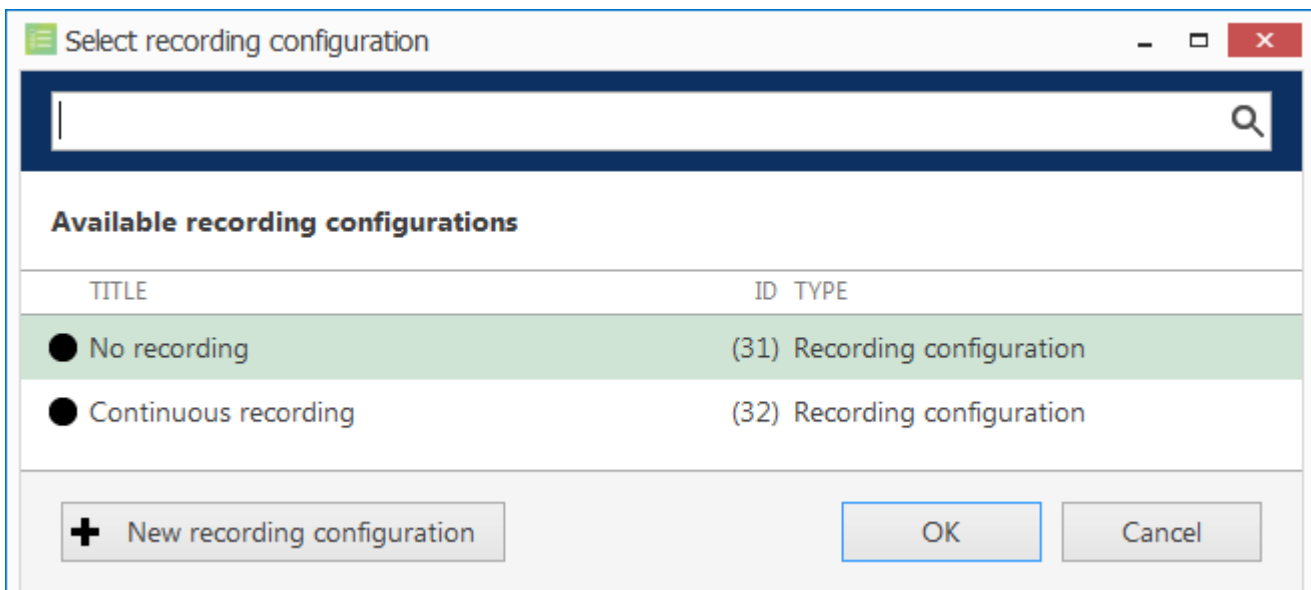 Select recording configuration
Available recording configurations
TITLE ID TYPE
No recording (31) Recording configuration
Continuous recording (32) Recording configuration
New recording configuration OK Cancel